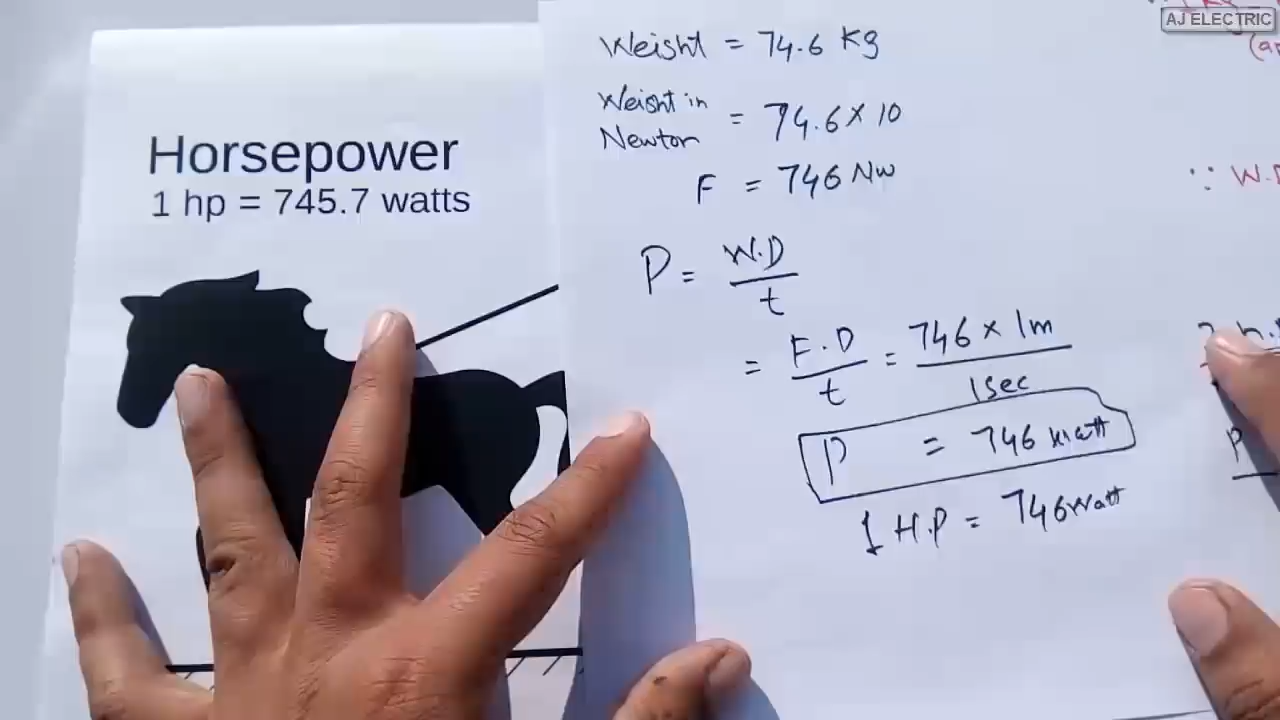 AJ ELECTRIC
Horsepower
1 hp = 745.7 watts
Weight = 74.6 Kg
Weight in Newton = 74.6 x 10
F = 746 Nw
P = W.D / t
= F.D / t = 746 x 1m / 1sec
P = 746 watt
1 H.P = 746 watt
∵ W.D
P